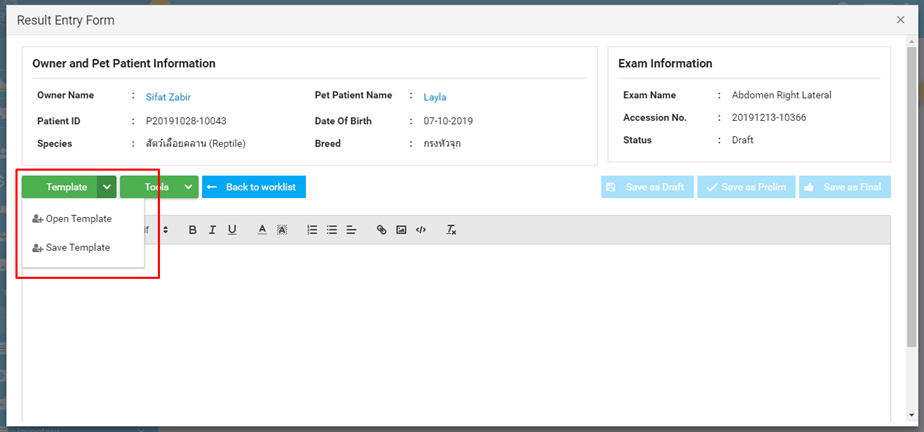 Result Entry Form
Owner and Pet Patient Information
Owner Name : Sifat Zabir Pet Patient Name : Layla
Patient ID : P20191028-10043 Date Of Birth : 07-10-2019
Species : สัตว์เลื้อยคลาน (Reptile) Breed : กรงหัวจุก
Exam Information
Exam Name : Abdomen Right Lateral
Accession No. : 20191213-10366
Status : Draft
Template Tools Back to worklist Save as Draft Save as Prelim Save as Final
Open Template
Save Template
B I U A A